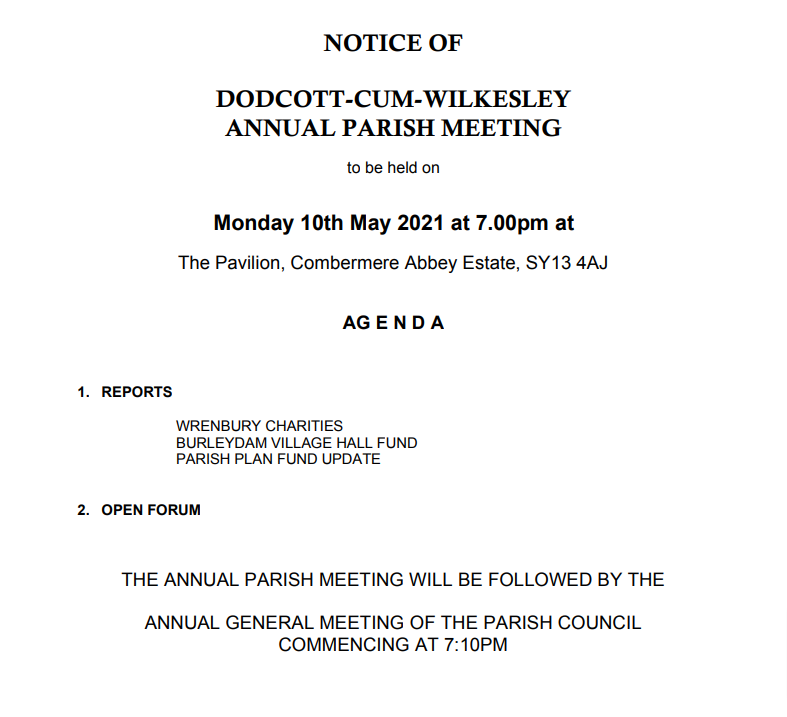 NOTICE OF
DODCOTT-CUM-WILKESLEY
ANNUAL PARISH MEETING
to be held on
Monday 10th May 2021 at 7.00pm at
The Pavilion, Combermere Abbey Estate, SY13 4AJ
AG E N D A
1. REPORTS
WRENBURY CHARITIES
BURLEYDAM VILLAGE HALL FUND
PARISH PLAN FUND UPDATE
2. OPEN FORUM
THE ANNUAL PARISH MEETING WILL BE FOLLOWED BY THE
ANNUAL GENERAL MEETING OF THE PARISH COUNCIL
COMMENCING AT 7:10PM